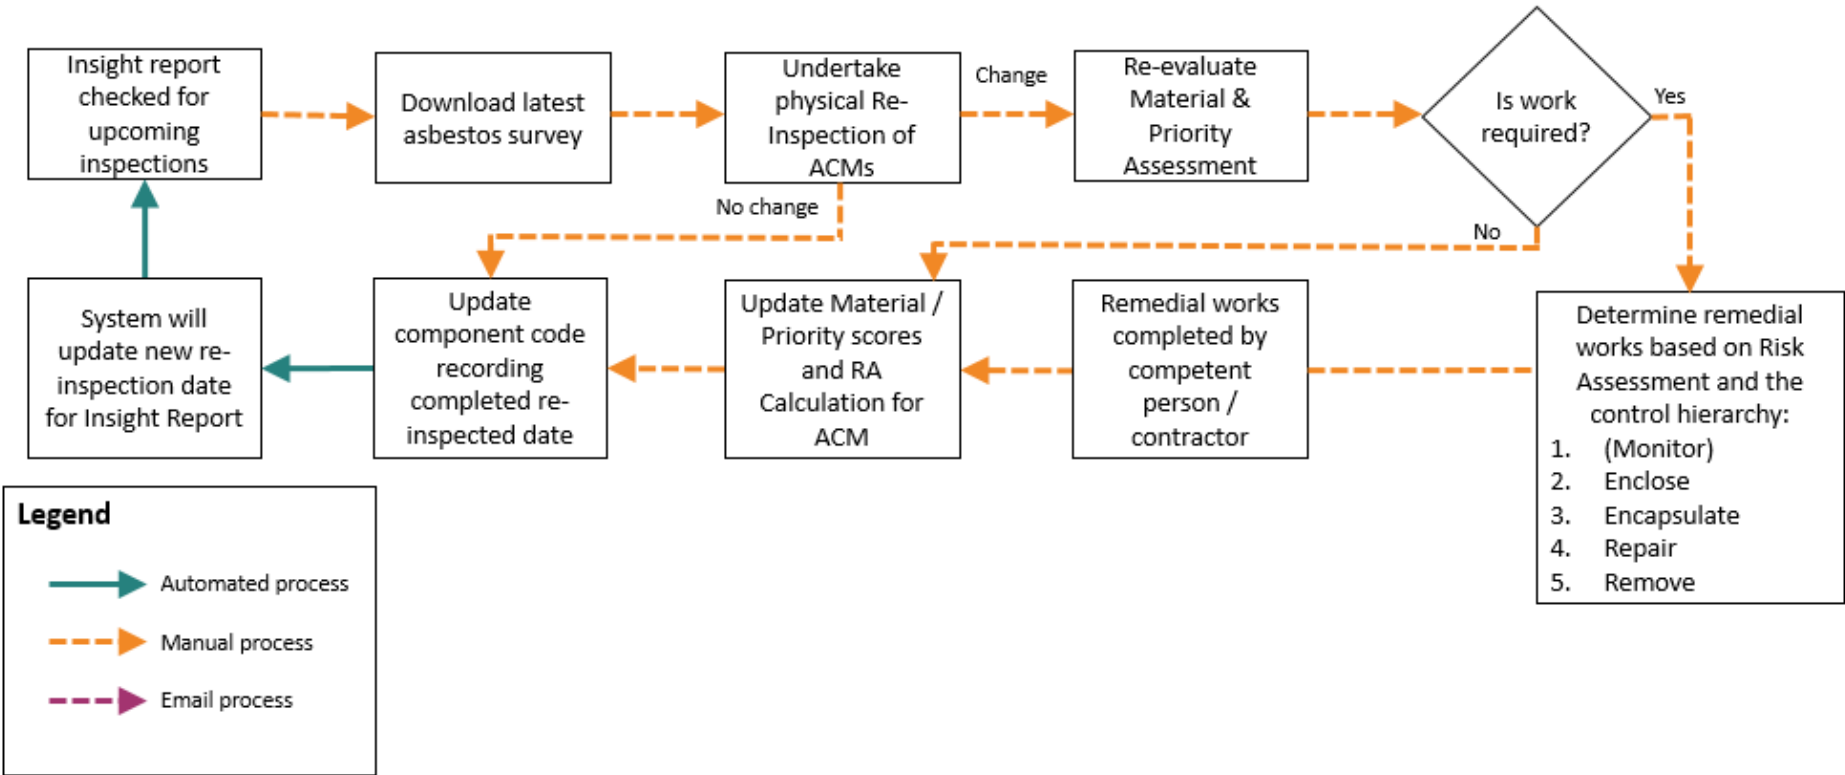 Insight report
checked for
upcoming
inspections
Download latest
asbestos survey
Undertake
physical Re-
Inspection of
ACMs
Change
Re-evaluate
Material &
Priority
Assessment
Is work
required?
Yes
No change
No
System will
update new re-
inspection date
for Insight Report
Update
component code
recording
completed re-
inspected date
Update Material /
Priority scores
and RA
Calculation for
ACM
Remedial works
completed by
competent
person /
contractor
Determine remedial
works based on Risk
Assessment and the
control hierarchy:
1. (Monitor)
2. Enclose
3. Encapsulate
4. Repair
5. Remove
Legend
Automated process
Manual process
Email process